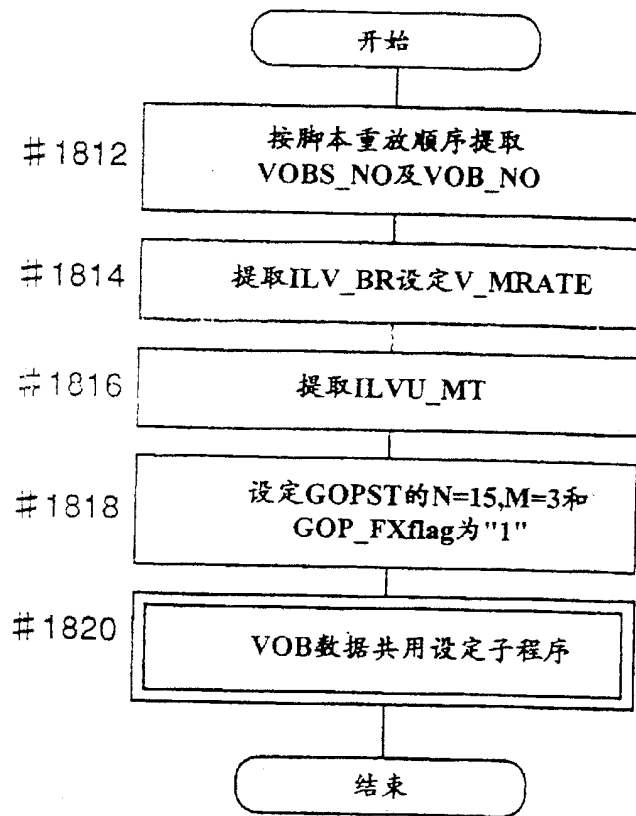 开始
#1812
按脚本重放顺序提取
VOBS_NO及VOB_NO
#1814
提取ILV_BR设定V_MRATE
#1816
提取ILVU_MT
#1818
设定GOPST的N=15,M=3和
GOP_FXflag为"1"
#1820
VOB数据共用设定子程序
结束